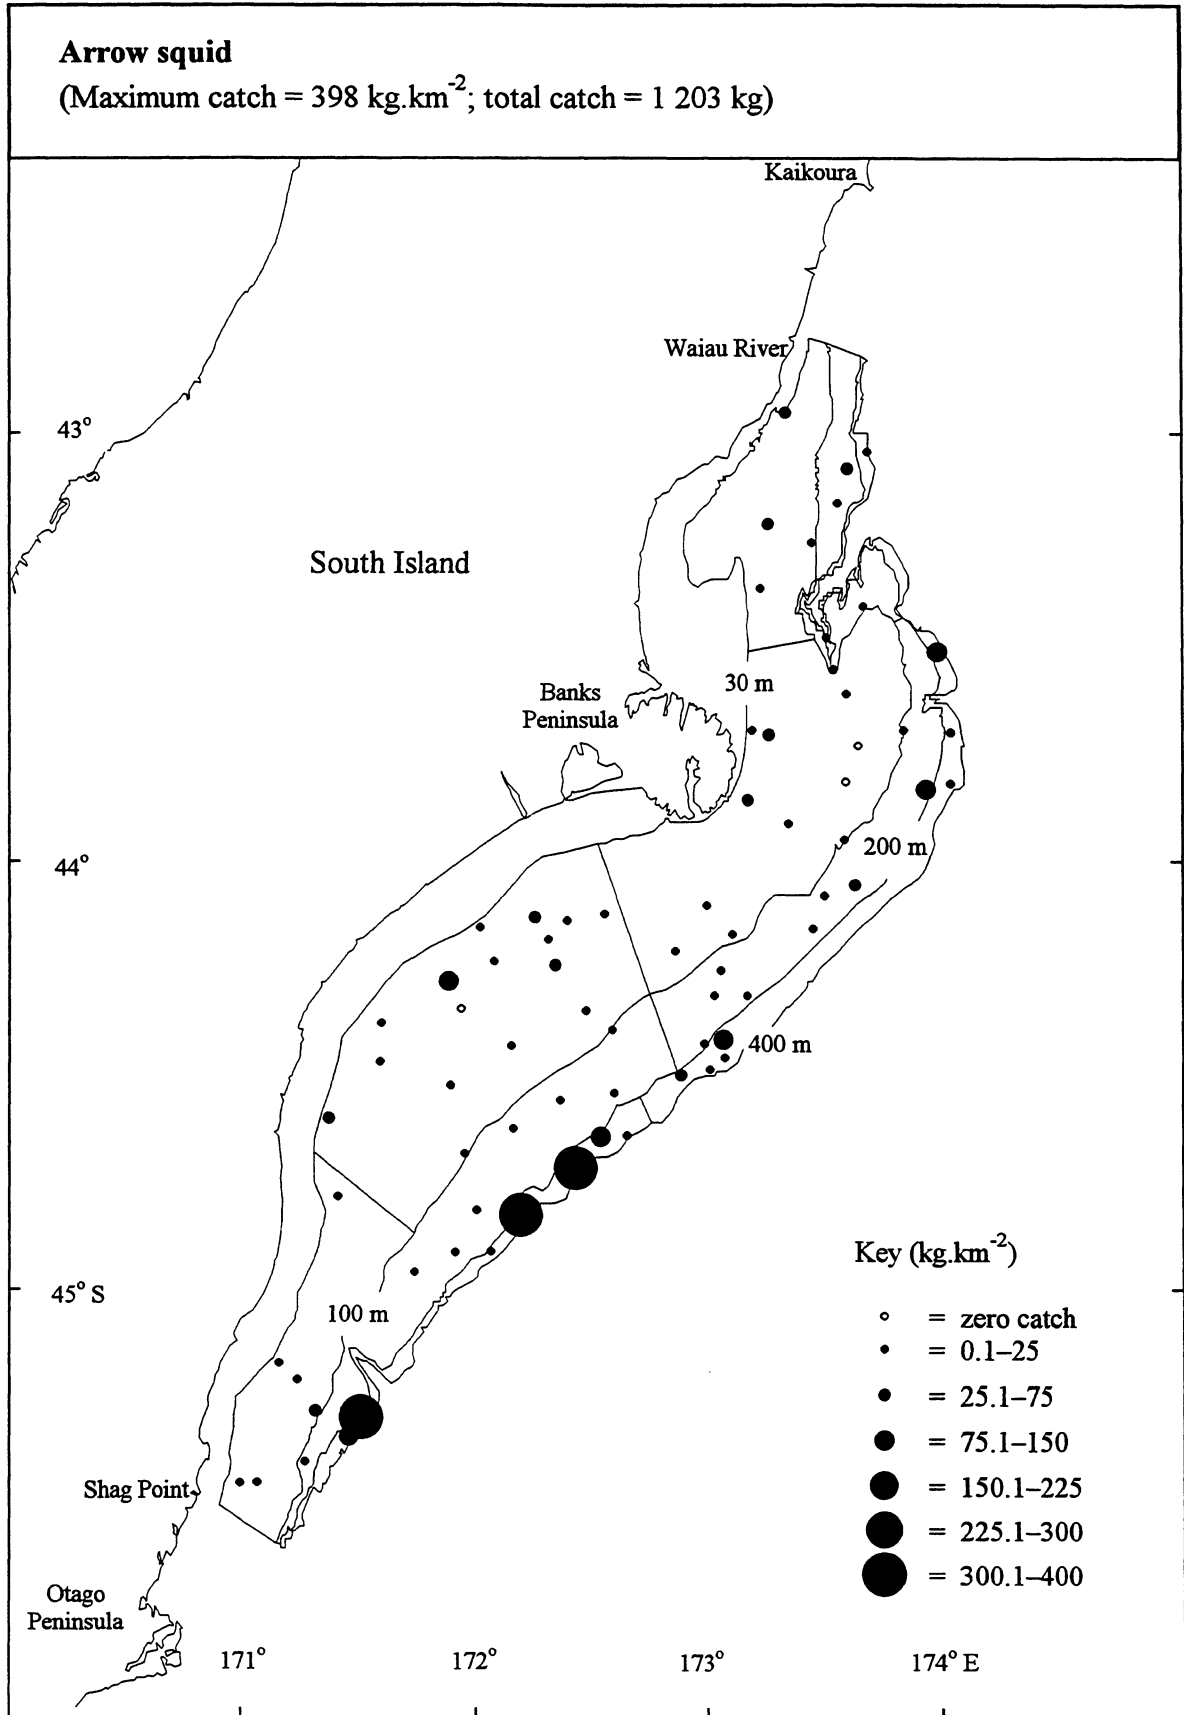 Arrow squid
(Maximum catch = 398 kg.km-2; total catch = 1 203 kg)
Kaikoura
Waiau River
43°
South Island
30 m
Banks
Peninsula
200 m
44°
400 m
Key (kg.km-2)
45° S
100 m
= zero catch
= 0.1–25
= 25.1–75
= 75.1–150
Shag Point
= 150.1–225
= 225.1–300
= 300.1–400
Otago
Peninsula
171°
172°
173°
174° E